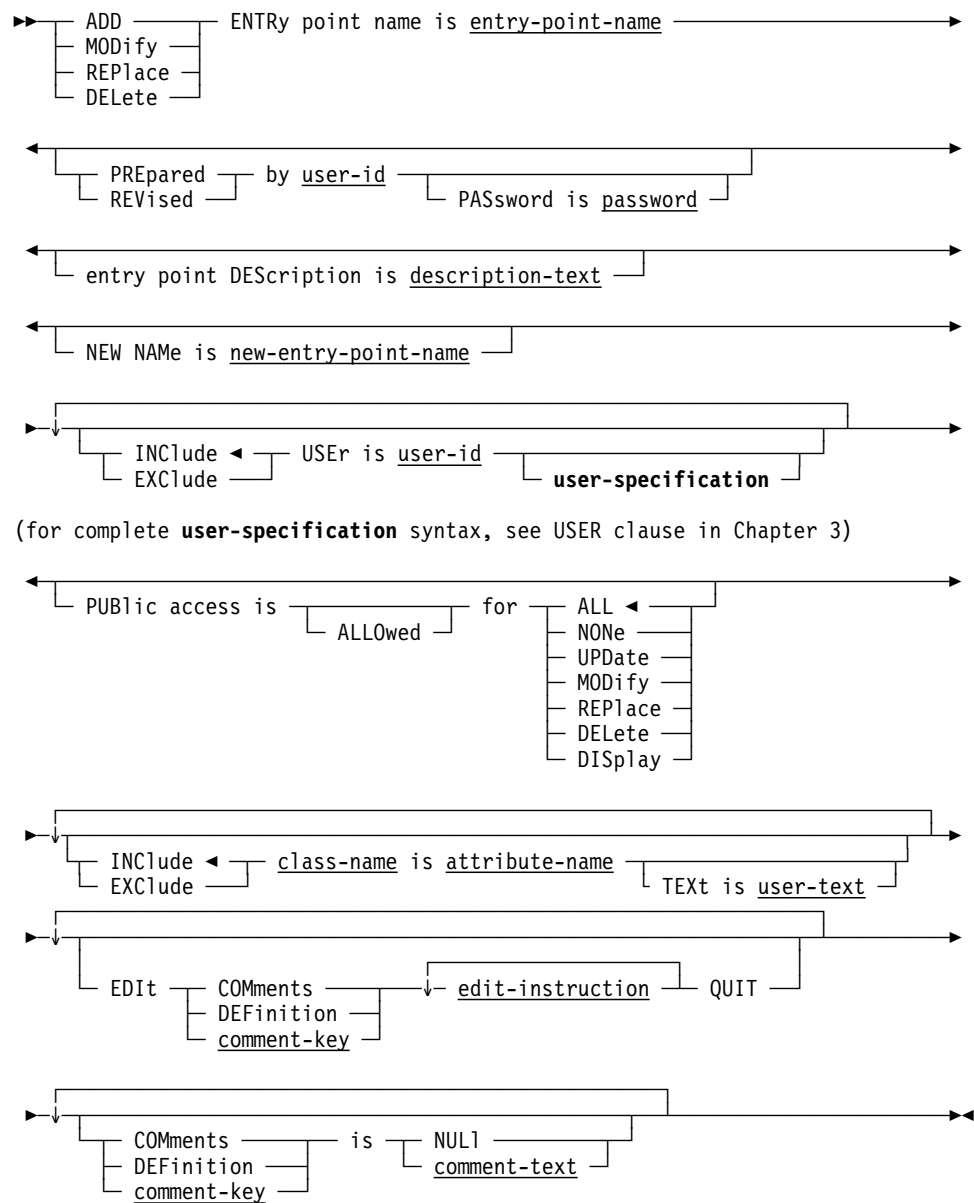 ADD ENTRy point name is entry-point-name
MODify
REPlace
DELete
PREpared by user-id
REVised PASsword is password
entry point DEScription is description-text
NEW NAMe is new-entry-point-name
INClude USEr is user-id
EXClude user-specification
(for complete user-specification syntax, see USER clause in Chapter 3)
PUBlic access is for ALL
ALLOwed NONe
UPDate
MODify
REPlace
DELete
DISplay
INClude class-name is attribute-name
EXClude TEXt is user-text
EDIt COMments edit-instruction QUIT
DEFinition
comment-key
COMments is NULl
DEFinition comment-text
comment-key